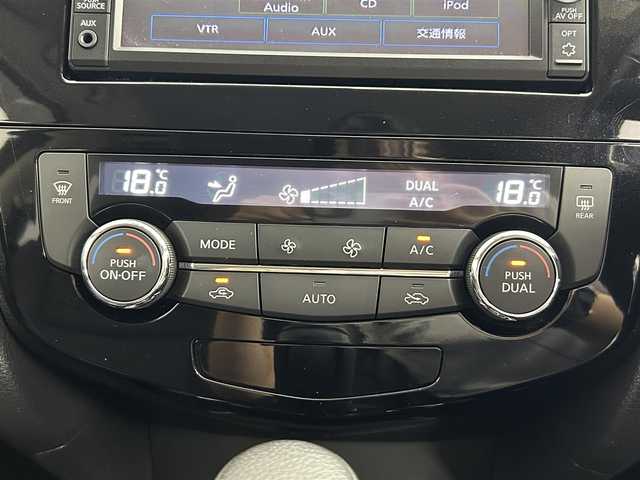 SOURCE
AUX
Audio
CD
iPod
VTR
AUX
交通情報
PUSH
AV OFF
OPT
FRONT
18.0°C
DUAL
A/C
18.0°C
REAR
PUSH
ON·OFF
MODE
A/C
AUTO
PUSH
DUAL